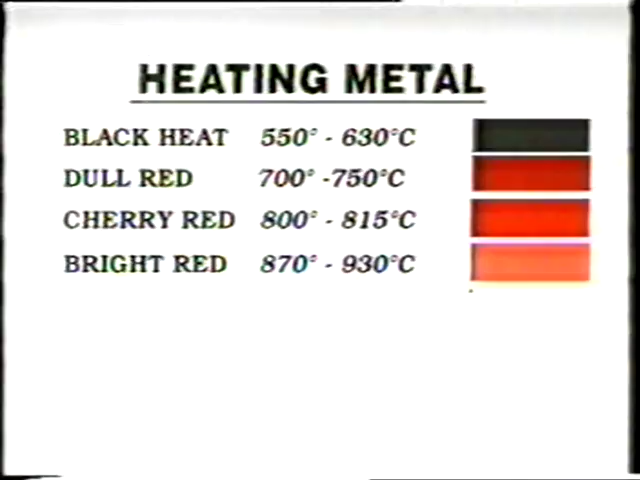 HEATING METAL
BLACK HEAT 550° - 630°C
DULL RED 700° -750°C
CHERRY RED 800° - 815°C
BRIGHT RED 870° - 930°C